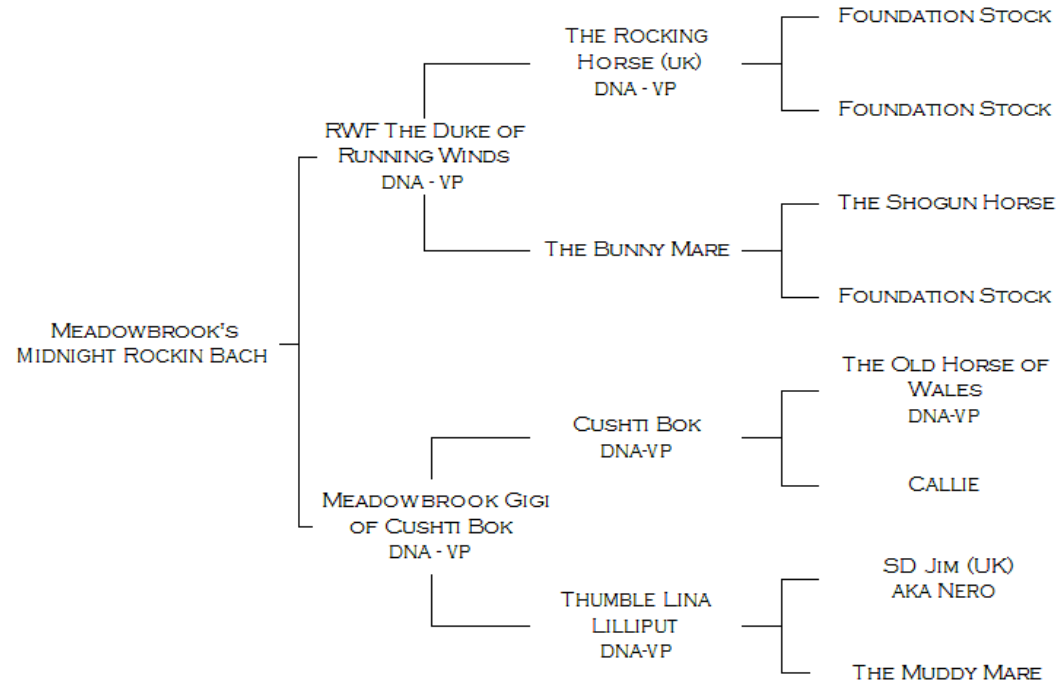 Foundation Stock
The Rocking
Horse (UK)
DNA - VP
Foundation Stock
RWF The Duke of
Running Winds
DNA - VP
The Shogun Horse
The Bunny Mare
Foundation Stock
Meadowbrook's
Midnight Rockin Bach
The Old Horse of
Wales
DNA-VP
Cushti Bok
DNA-VP
Callie
Meadowbrook Gigi
of Cushti Bok
DNA - VP
SD Jim (UK)
aka Nero
Thumble Lina
Lilliput
DNA-VP
The Muddy Mare